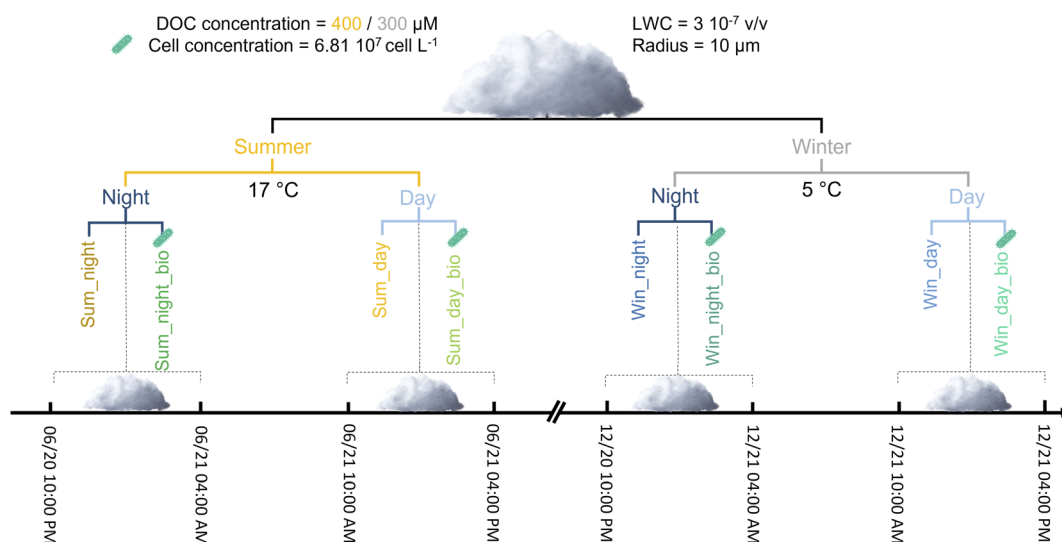 DOC concentration = 400 / 300 µM
Cell concentration = 6.81 10⁷ cell L⁻¹
LWC = 3 10⁻⁷ v/v
Radius = 10 µm
Summer
Winter
17 °C
5 °C
Night
Day
Night
Day
Sum_night
Sum_night_bio
Sum_day
Sum_day_bio
Win_night
Win_night_bio
Win_day
Win_day_bio
06/20 10:00 PM
06/21 04:00 AM
06/21 10:00 AM
06/21 04:00 PM
12/20 10:00 PM
12/21 04:00 AM
12/21 10:00 AM
12/21 04:00 PM